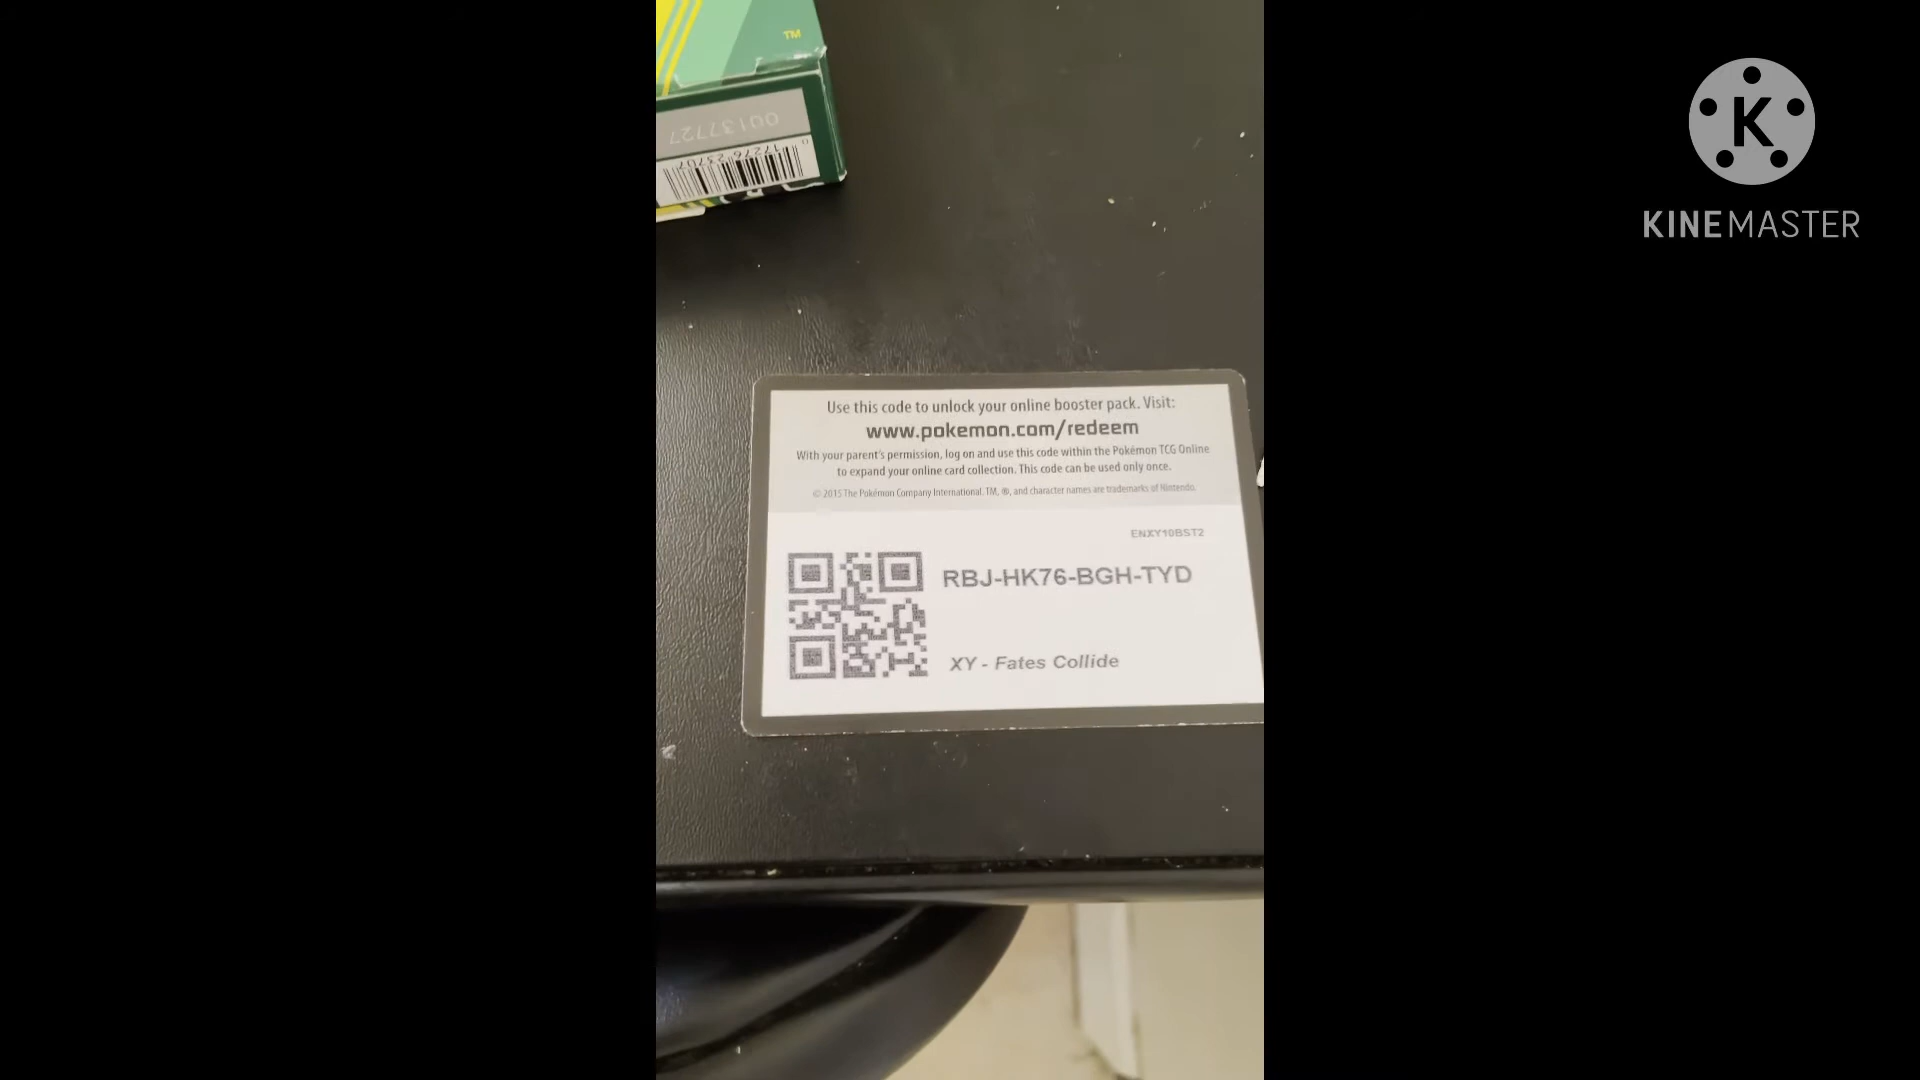 TM
00137727
0 17276 23707
KINEMASTER
Use this code to unlock your online booster pack. Visit:
www.pokemon.com/redeem
With your parent's permission, log on and use this code within the Pokémon TCG Online
to expand your online card collection. This code can be used only once.
© 2015 The Pokémon Company International. TM, ®, and character names are trademarks of Nintendo.
ENXY10BST2
RBJ-HK76-BGH-TYD
XY - Fates Collide